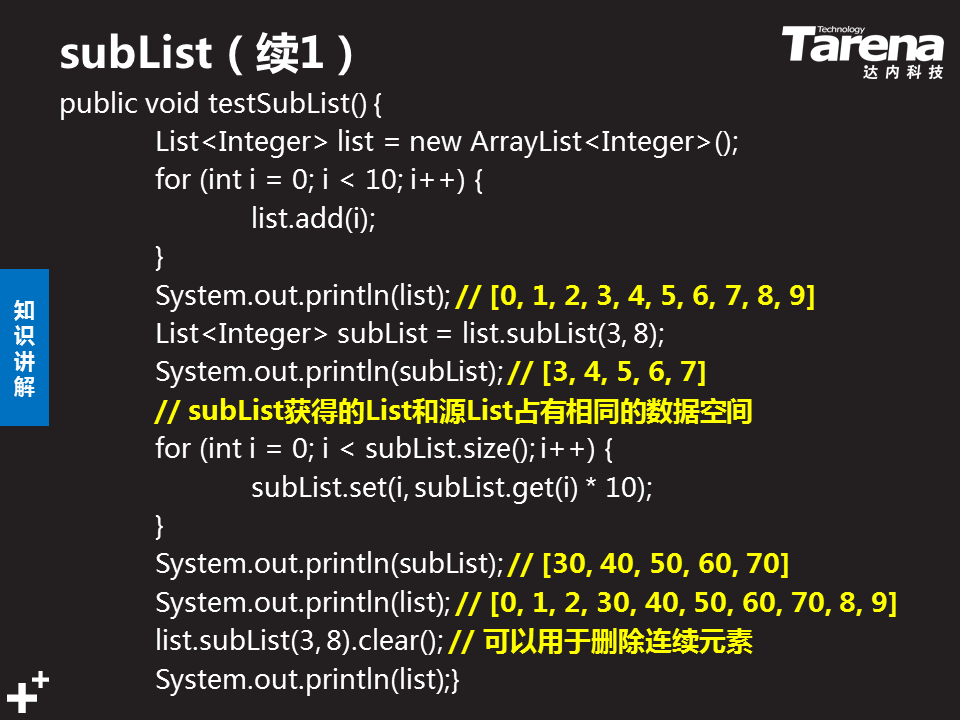 subList（续1）
Technology
Tarena
达内科技
public void testSubList() {
List<Integer> list = new ArrayList<Integer>();
for (int i = 0; i < 10; i++) {
list.add(i);
}
System.out.println(list); // [0, 1, 2, 3, 4, 5, 6, 7, 8, 9]
List<Integer> subList = list.subList(3, 8);
System.out.println(subList); // [3, 4, 5, 6, 7]
// subList获得的List和源List占有相同的数据空间
for (int i = 0; i < subList.size(); i++) {
subList.set(i, subList.get(i) * 10);
}
System.out.println(subList); // [30, 40, 50, 60, 70]
System.out.println(list); // [0, 1, 2, 30, 40, 50, 60, 70, 8, 9]
list.subList(3, 8).clear(); // 可以用于删除连续元素
System.out.println(list);}
知识讲解